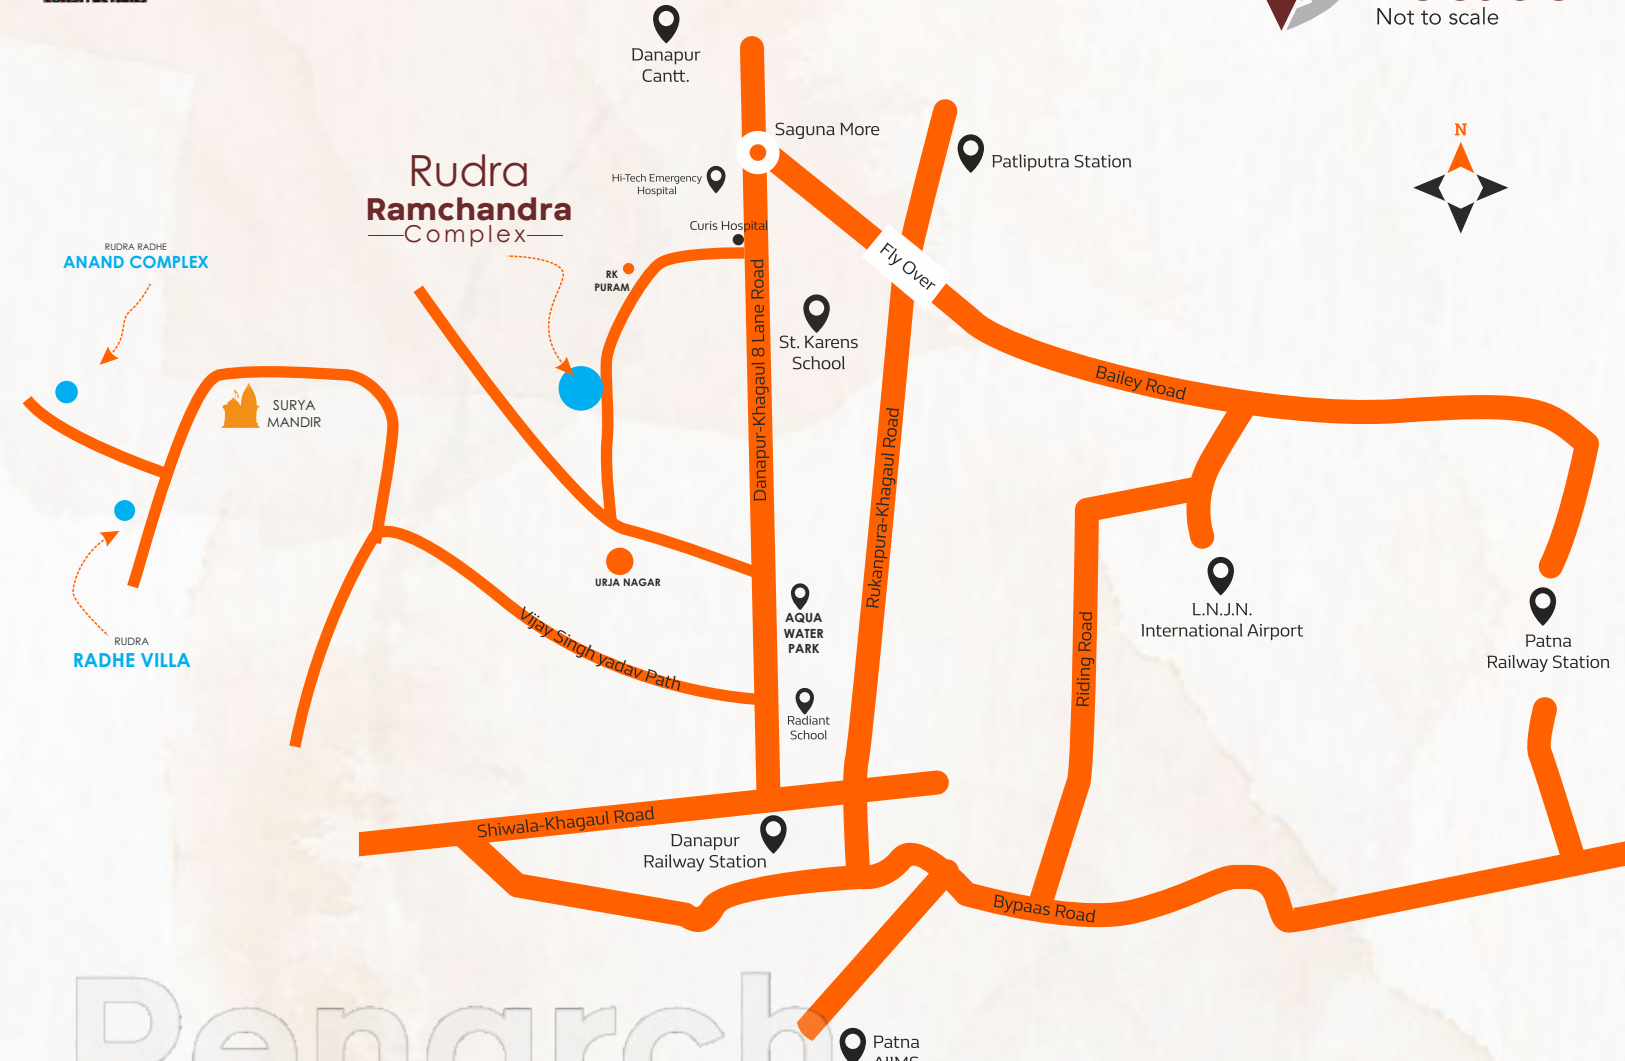 Not to scale
Danapur
Cantt.
Saguna More
N
Patliputra Station
Rudra
Ramchandra
Complex
Hi-Tech Emergency
Hospital
Curis Hospital
RUDRA RADHE
ANAND COMPLEX
RK
PURAM
Fly Over
Danapur-Khagaul 8 Lane Road
St. Karens
School
Bailey Road
SURYA
MANDIR
Rukanpura-Khagaul Road
URJA NAGAR
AQUA
WATER
PARK
L.N.J.N.
International Airport
Riding Road
Patna
Railway Station
Vijay Singh yadav Path
RUDRA
RADHE VILLA
Radiant
School
Shiwala-Khagaul Road
Danapur
Railway Station
Bypaas Road
Penarch
Patna
AIIMS